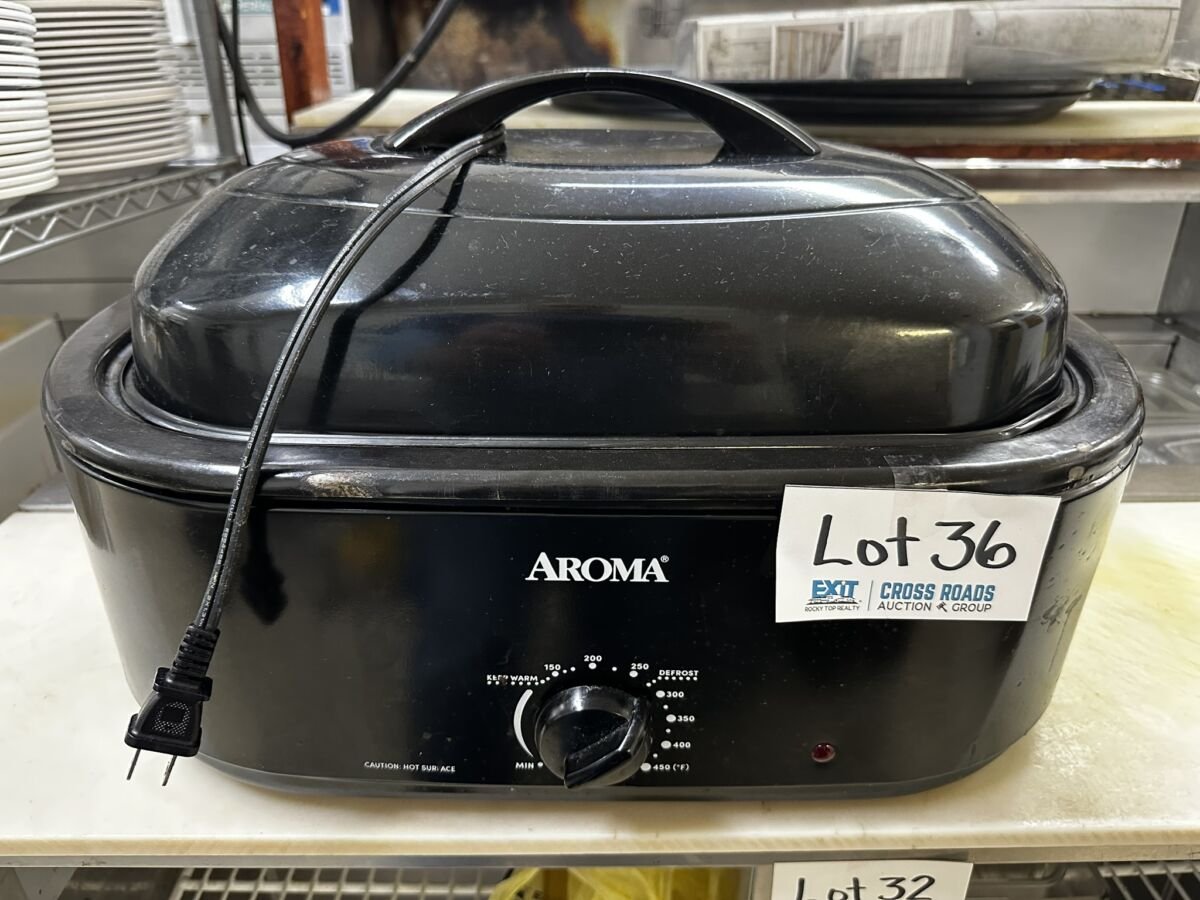 AROMA®
Lot 36
EXIT CROSS ROADS
ROCKY TOP REALTY AUCTION GROUP
200
150 250
KEEP WARM DEFROST
300
350
400
MIN 450 (°F)
CAUTION: HOT SURFACE
Lot 32